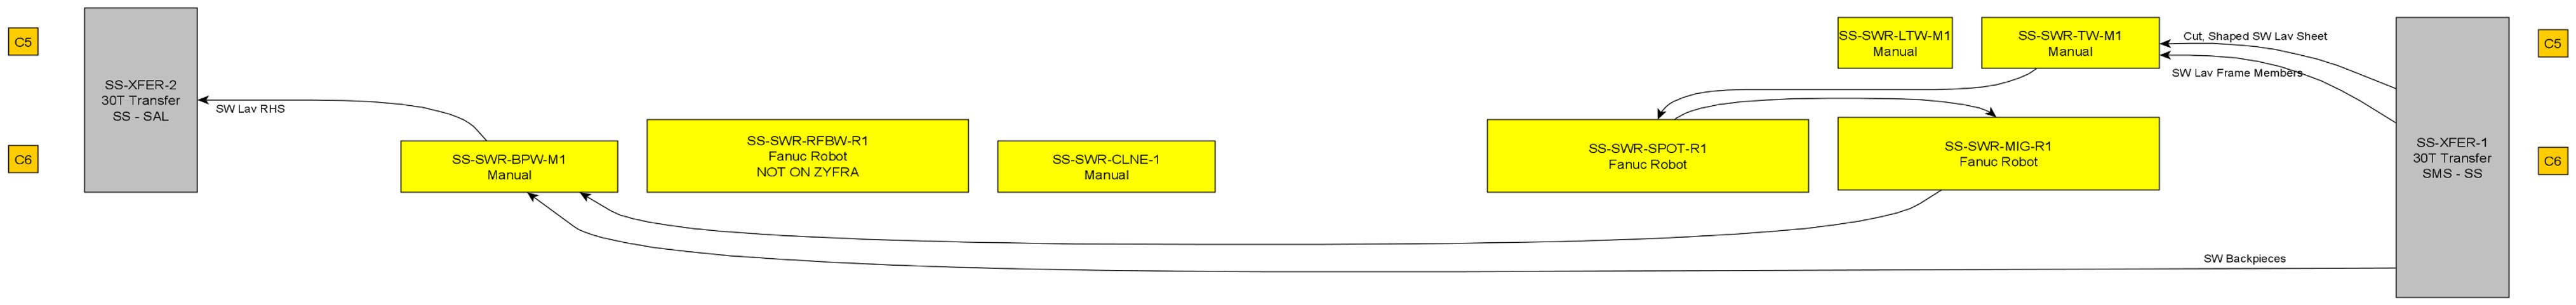 C5
C6
SS-XFER-2
30T Transfer
SS - SAL
SW Lav RHS
SS-SWR-BPW-M1
Manual
SS-SWR-RFBW-R1
Fanuc Robot
NOT ON ZYFRA
SS-SWR-CLNE-1
Manual
SS-SWR-SPOT-R1
Fanuc Robot
SS-SWR-LTW-M1
Manual
SS-SWR-TW-M1
Manual
SS-SWR-MIG-R1
Fanuc Robot
Cut, Shaped SW Lav Sheet
SW Lav Frame Members
SW Backpieces
SS-XFER-1
30T Transfer
SMS - SS
C5
C6